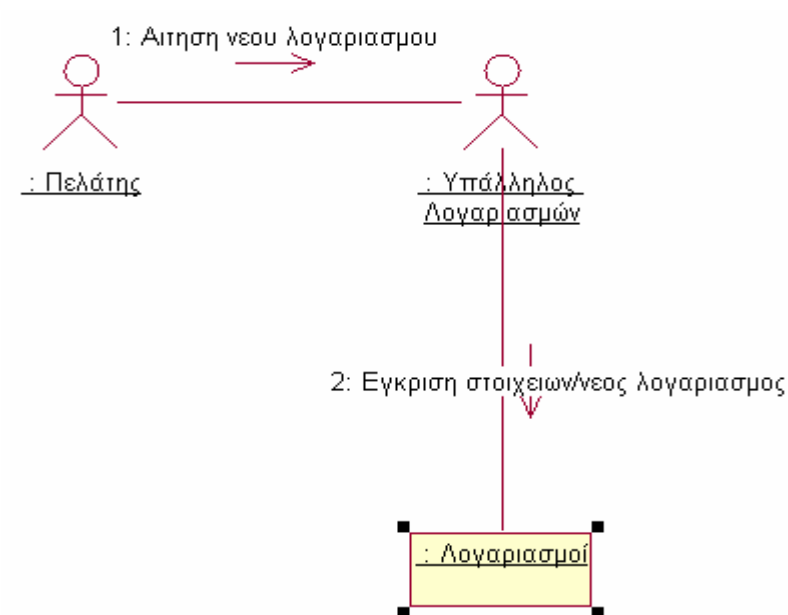 1: Αιτηση νεου λογαριασμου
: Πελάτης
: Υπάλληλος
Λογαριασμών
2: Εγκριση στοιχειων/νεος λογαριασμος
: Λογαριασμοί